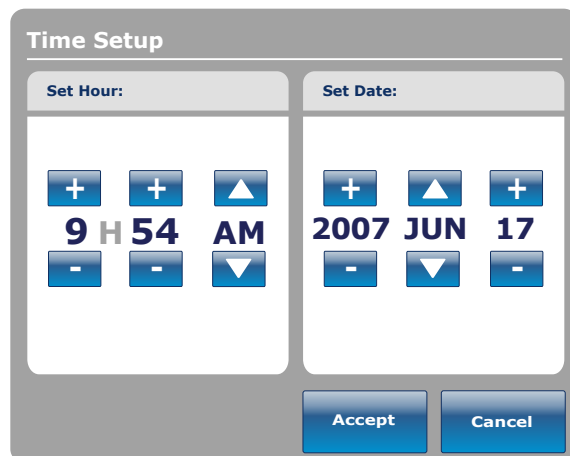 Time Setup
Set Hour:
Set Date:
+ +
+ +
9 H 54 AM
2007 JUN 17
- -
- -
Accept Cancel